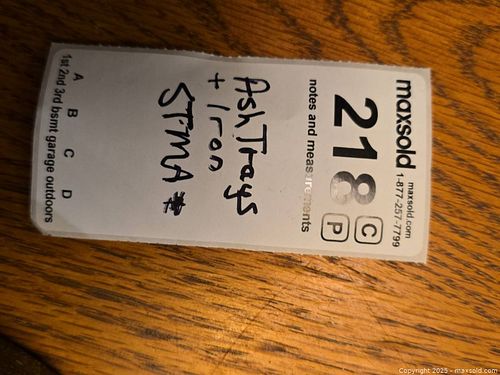 maxsold
maxsold.com
1-877-257-7799
218
C
P
notes and measurements
Ash Trays
+ Iron
STMA
A B C D
1st 2nd 3rd bsmt garage outdoors
Copyright 2025 - maxsold.com